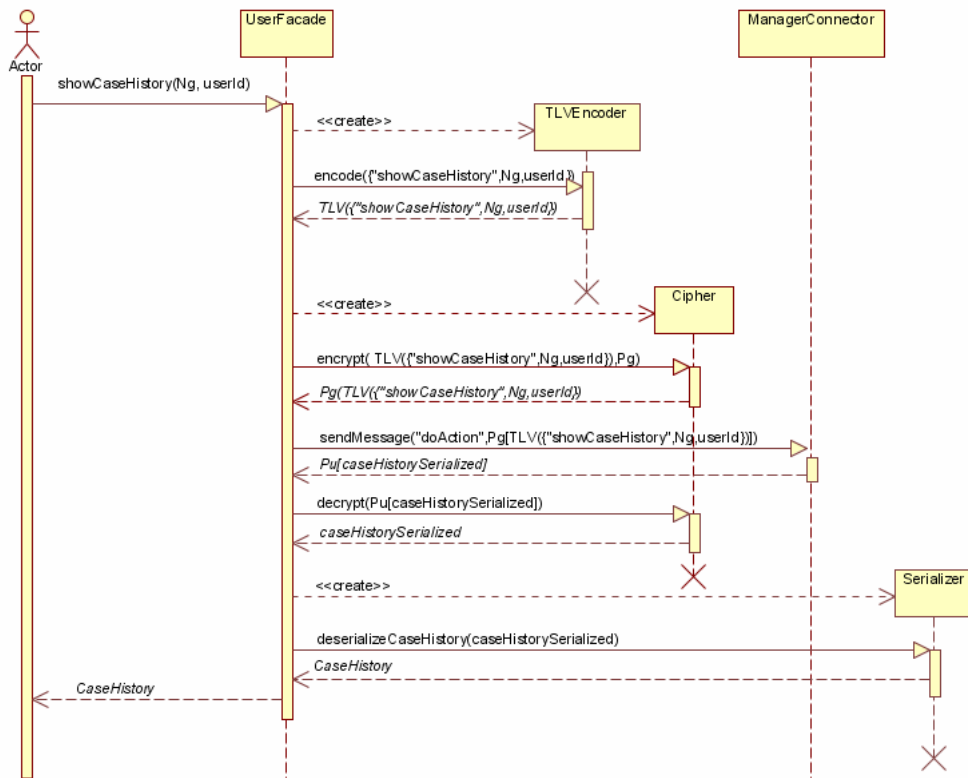 UserFacade
ManagerConnector
Actor
showCaseHistory(Ng, userId)
<<create>>
TLVEncoder
encode({"showCaseHistory",Ng,userId})
TLV({"showCaseHistory",Ng,userId})
<<create>>
Cipher
encrypt( TLV({"showCaseHistory",Ng,userId}),Pg)
Pg(TLV({"showCaseHistory",Ng,userId})
sendMessage("doAction",Pg[TLV({"showCaseHistory",Ng,userId})])
Pu[caseHistorySerialized]
decrypt(Pu[caseHistorySerialized])
caseHistorySerialized
<<create>>
Serializer
deserializeCaseHistory(caseHistorySerialized)
CaseHistory
CaseHistory